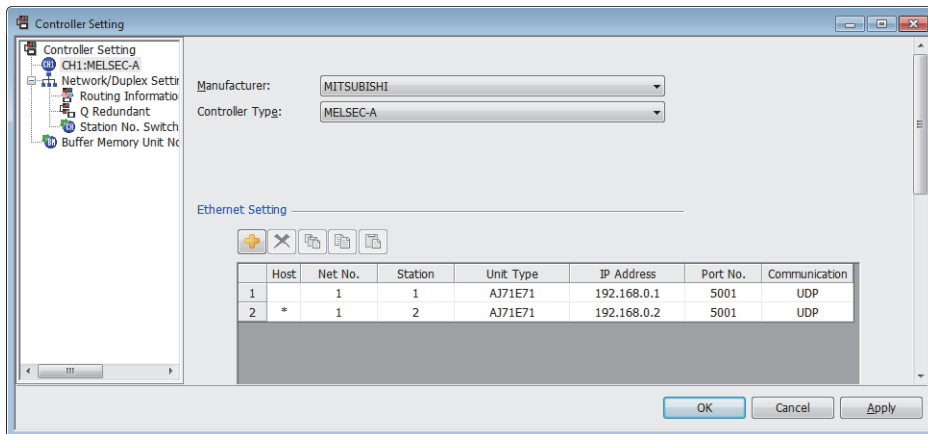 Controller Setting
Controller Setting
CH1:MELSEC-A
Network/Duplex Settin
Routing Informatio
Q Redundant
Station No. Switch
Buffer Memory Unit No
Manufacturer:
MITSUBISHI
Controller Type:
MELSEC-A
Ethernet Setting
Host Net No. Station Unit Type IP Address Port No. Communication
1 1 1 AJ71E71 192.168.0.1 5001 UDP
2 * 1 2 AJ71E71 192.168.0.2 5001 UDP
OK Cancel Apply